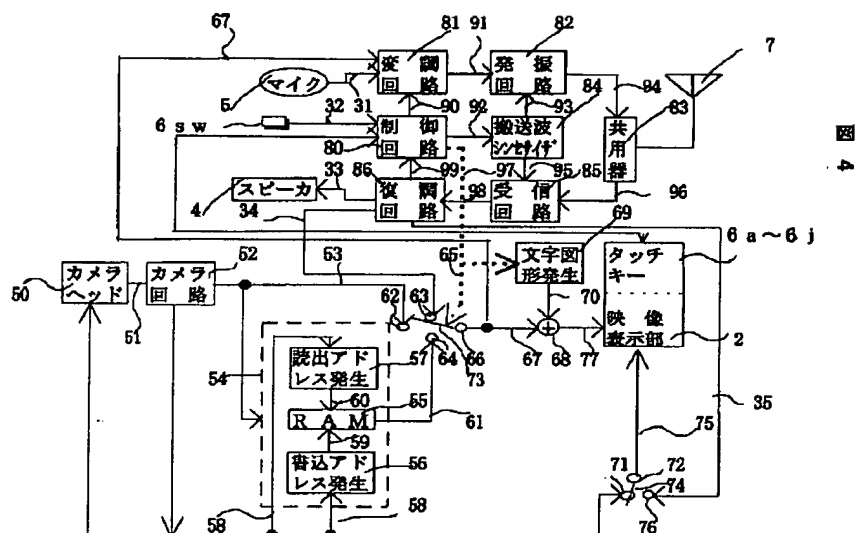 67
81
91
82
7
変調
回路
発振
回路
マイク
5
31
94
83
図4
90
92
93
84
6sw
32
制御
回路
搬送波
シンセサイザ
共用器
80
86
99
97
95
85
33
復調
回路
98
受信
回路
96
スピーカ
4
34
69
6a～6j
52
53
65
文字図
形発生
タッチ
キー
カメラ
ヘッド
カメラ
回路
50
51
62
63
70
映像
表示部
64
66
67
68
77
2
73
54
読出アド
レス発生
57
60
55
RAM
61
59
75
35
書込アド
レス発生
56
71
72
74
76
58
58